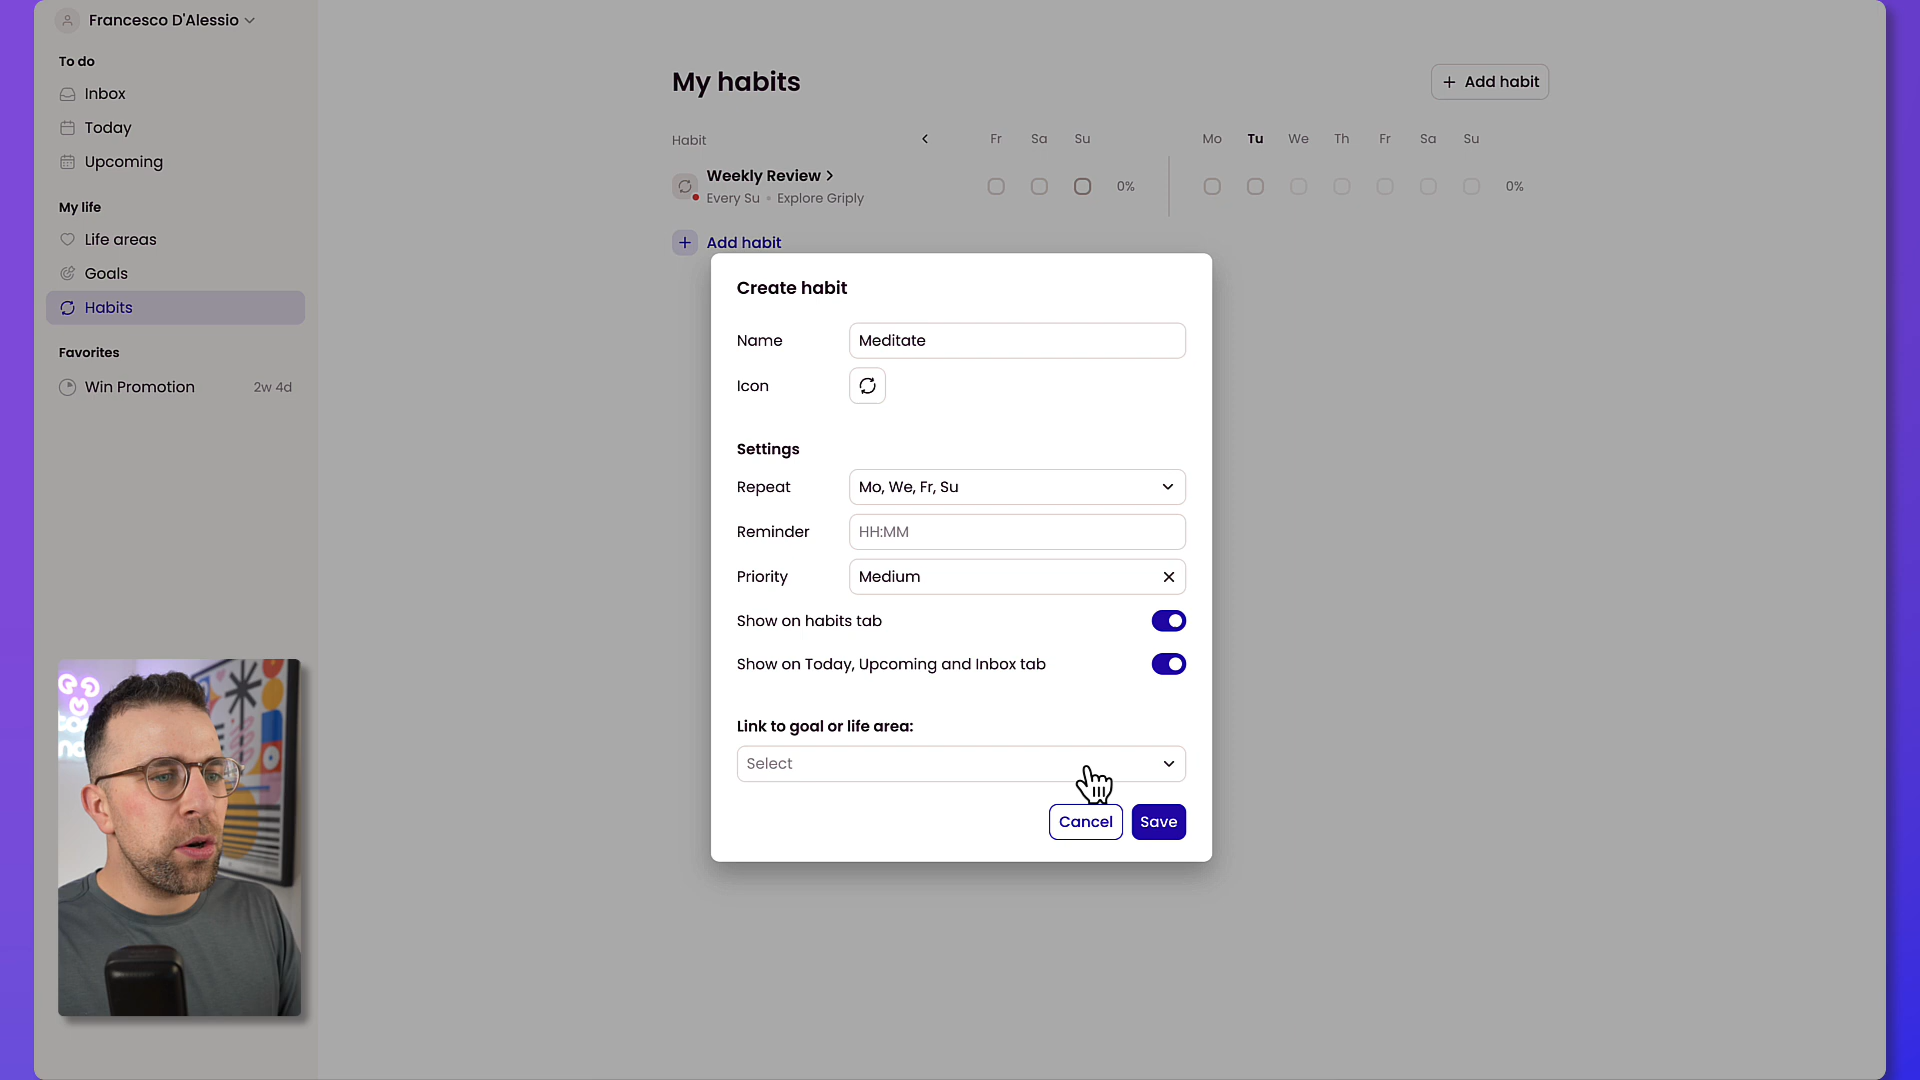 Francesco D'Alessio
To do
Inbox
Today
Upcoming
My life
Life areas
Goals
Habits
Favorites
Win Promotion 2w 4d
My habits
+ Add habit
Habit Fr Sa Su Mo Tu We Th Fr Sa Su
Weekly Review
Every Su • Explore Griply
0% 0%
+ Add habit
Create habit
Name Meditate
Icon
Settings
Repeat Mo, We, Fr, Su
Reminder HH:MM
Priority Medium
Show on habits tab
Show on Today, Upcoming and Inbox tab
Link to goal or life area:
Select
Cancel Save